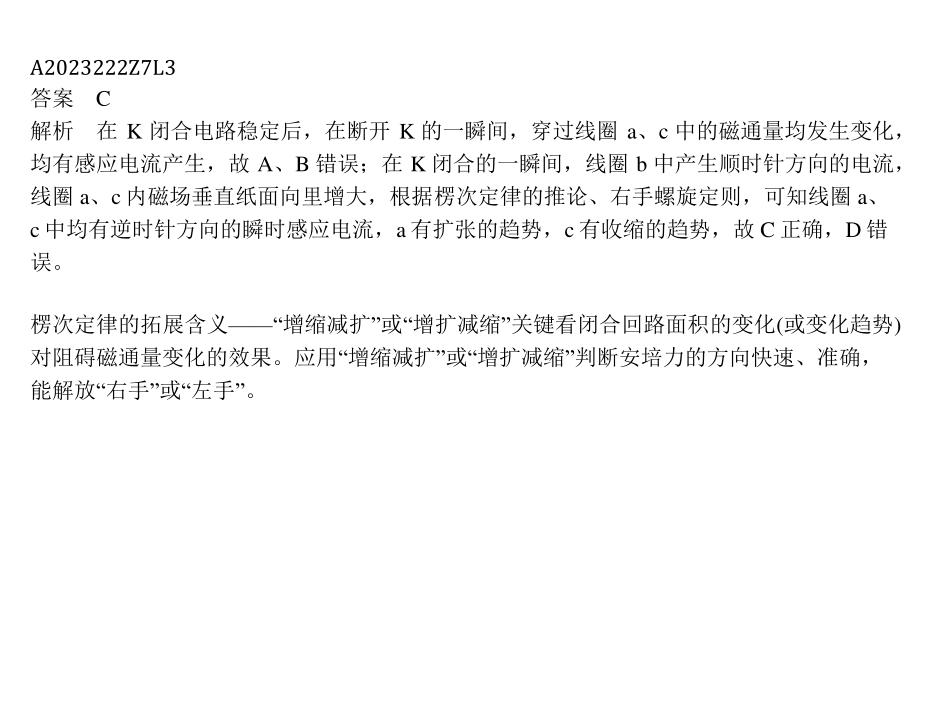 A2023222Z7L3
答案 C
解析 在 K 闭合电路稳定后，在断开 K 的一瞬间，穿过线圈 a、c 中的磁通量均发生变化，
均有感应电流产生，故 A、B 错误；在 K 闭合的一瞬间，线圈 b 中产生顺时针方向的电流，
线圈 a、c 内磁场垂直纸面向里增大，根据楞次定律的推论、右手螺旋定则，可知线圈 a、
c 中均有逆时针方向的瞬时感应电流，a 有扩张的趋势，c 有收缩的趋势，故 C 正确，D 错
误。
楞次定律的拓展含义——“增缩减扩”或“增扩减缩”关键看闭合回路面积的变化(或变化趋势)
对阻碍磁通量变化的效果。应用“增缩减扩”或“增扩减缩”判断安培力的方向快速、准确，
能解放“右手”或“左手”。